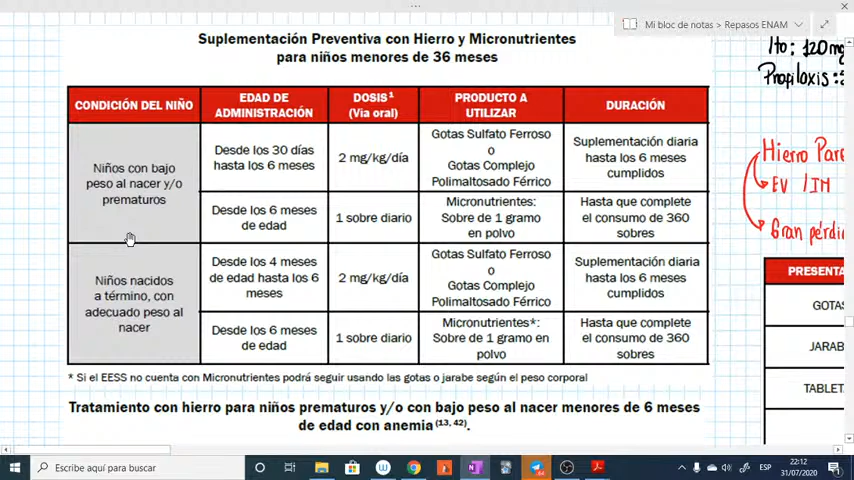 Mi bloc de notas > Repasos ENAM
Suplementación Preventiva con Hierro y Micronutrientes
para niños menores de 36 meses
CONDICIÓN DEL NIÑO
EDAD DE
ADMINISTRACIÓN
DOSIS¹
(Via oral)
PRODUCTO A
UTILIZAR
DURACIÓN
Niños con bajo
peso al nacer y/o
prematuros
Desde los 30 días
hasta los 6 meses
2 mg/kg/día
Gotas Sulfato Ferroso
o
Gotas Complejo
Polimaltosado Férrico
Suplementación diaria
hasta los 6 meses
cumplidos
Desde los 6 meses
de edad
1 sobre diario
Micronutrientes:
Sobre de 1 gramo
en polvo
Hasta que complete
el consumo de 360
sobres
Niños nacidos
a término, con
adecuado peso al
nacer
Desde los 4 meses
de edad hasta los 6
meses
2 mg/kg/día
Gotas Sulfato Ferroso
o
Gotas Complejo
Polimaltosado Férrico
Suplementación diaria
hasta los 6 meses
cumplidos
Desde los 6 meses
de edad
1 sobre diario
Micronutrientes*:
Sobre de 1 gramo en
polvo
Hasta que complete
el consumo de 360
sobres
* Si el EESS no cuenta con Micronutrientes podrá seguir usando las gotas o jarabe según el peso corporal
Tratamiento con hierro para niños prematuros y/o con bajo peso al nacer menores de 6 meses
de edad con anemia (13, 42).
Tto: 120mg
Hierro Pare
EV / IM
Gran pérdi
PRESENTA
GOTAS
JARAB
TABLET
Escribe aquí para buscar
ESP
22:12
31/07/2020